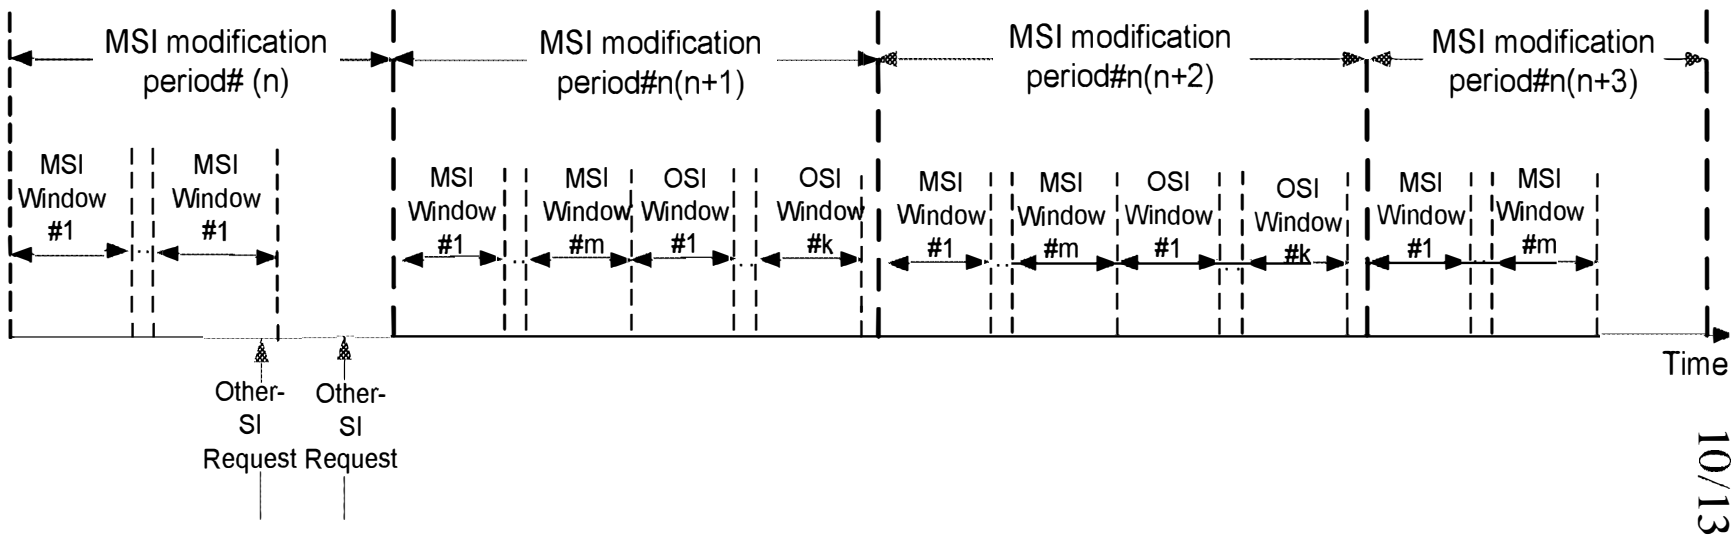 MSI modification
period# (n)
MSI modification
period#n(n+1)
MSI modification
period#n(n+2)
MSI modification
period#n(n+3)
MSI
Window
#1
...
MSI
Window
#1
MSI
Window
#1
...
MSI
Window
#m
OSI
Window
#1
...
OSI
Window
#k
MSI
Window
#1
...
MSI
Window
#m
OSI
Window
#1
...
OSI
Window
#k
MSI
Window
#1
...
MSI
Window
#m
Time
Other-
SI
Request
Other-
SI
Request
10/13